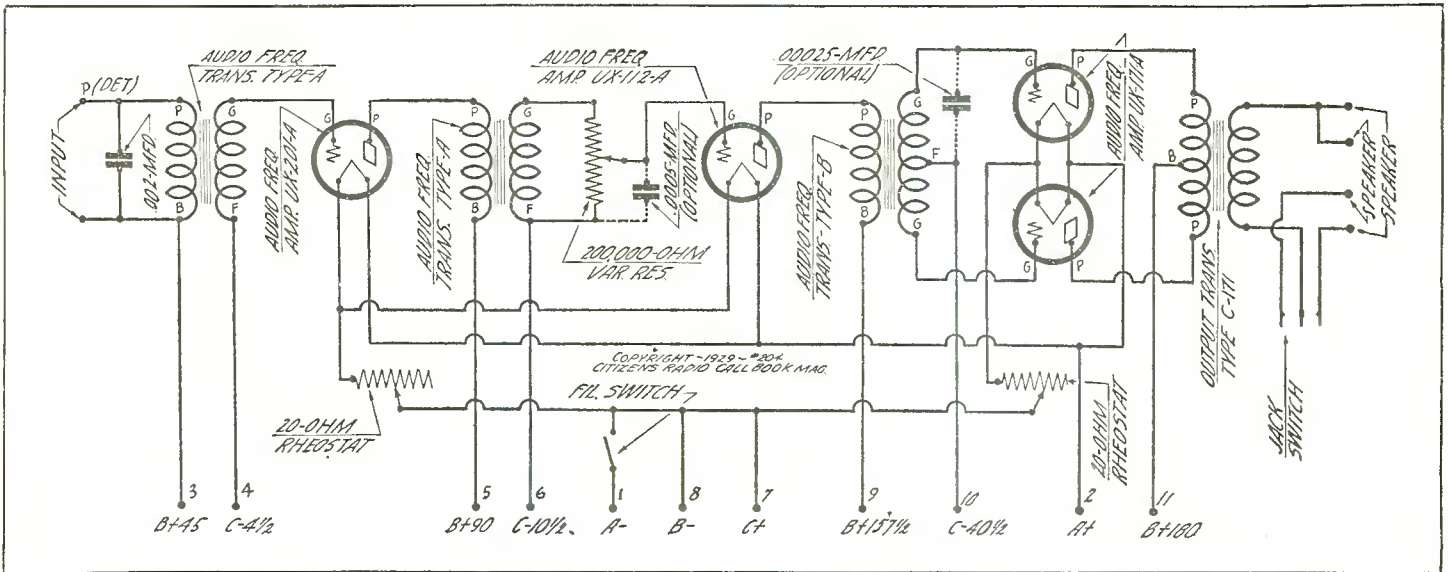 P(DET)
INPUT
.002-MFD.
AUDIO FREQ.
TRANS. TYPE-A
P
G
B
F
AUDIO FREQ.
AMP. UX-201-A
G
P
AUDIO FREQ.
TRANS. TYPE-A
P
G
B
F
AUDIO FREQ.
AMP. UX-112-A
200,000-OHM
VAR. RES.
.0005-MFD.
(OPTIONAL)
G
P
AUDIO FREQ.
TRANS.-TYPE-B
P
B
G
F
G
.00025-MFD.
(OPTIONAL)
G
P
G
P
AUDIO FREQ.
AMP. UX-171-A
P
B
P
OUTPUT TRANS.
TYPE C-171
SPEAKER
SPEAKER
JACK
SWITCH
20-OHM
RHEOSTAT
COPYRIGHT-1929-#204
CITIZENS RADIO CALL BOOK MAG.
FIL. SWITCH
20-OHM
RHEOSTAT
3
4
5
6
1
8
7
9
10
2
11
B+45
C-4½
B+90
C-10½
A-
B-
C+
B+157½
C-40½
A+
B+180